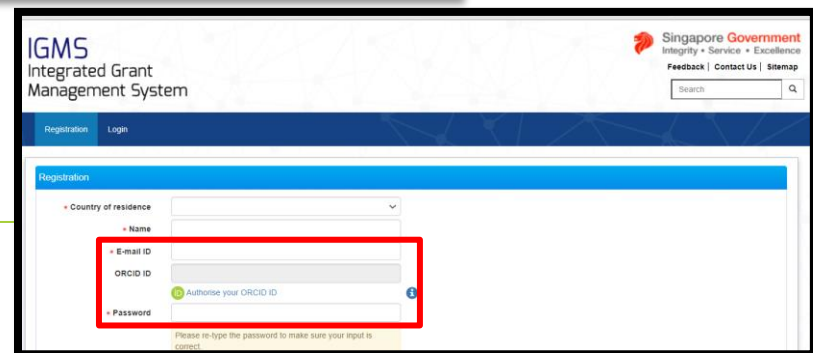 IGMS
Integrated Grant
Management System
Singapore Government
Integrity • Service • Excellence
Feedback | Contact Us | Sitemap
Search
Registration Login
Registration
* Country of residence
* Name
* E-mail ID
ORCID ID
iD Authorise your ORCID ID i
* Password
Please re-type the password to make sure your input is
correct.